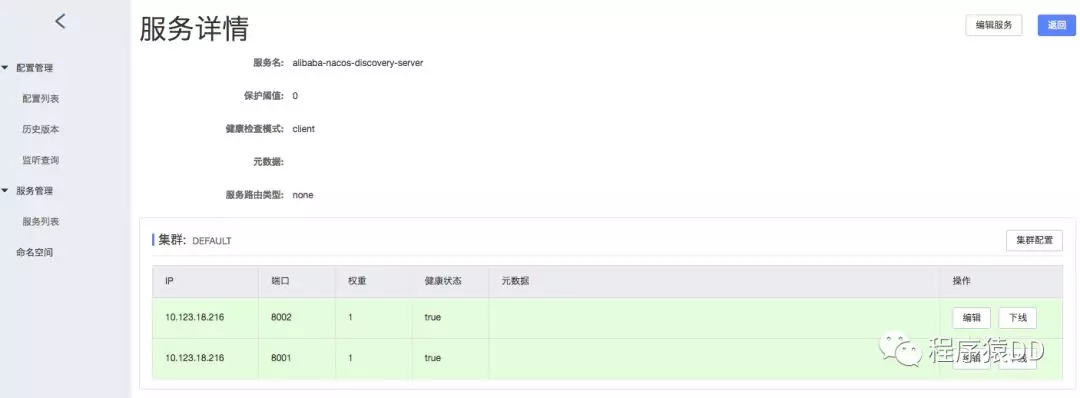 服务详情
编辑服务
返回
配置管理
配置列表
历史版本
监听查询
服务管理
服务列表
命名空间
服务名: alibaba-nacos-discovery-server
保护阈值: 0
健康检查模式: client
元数据:
服务路由类型: none
集群: DEFAULT
集群配置
IP 端口 权重 健康状态 元数据 操作
10.123.18.216 8002 1 true 编辑 下线
10.123.18.216 8001 1 true 编辑 下线
程序猿DD